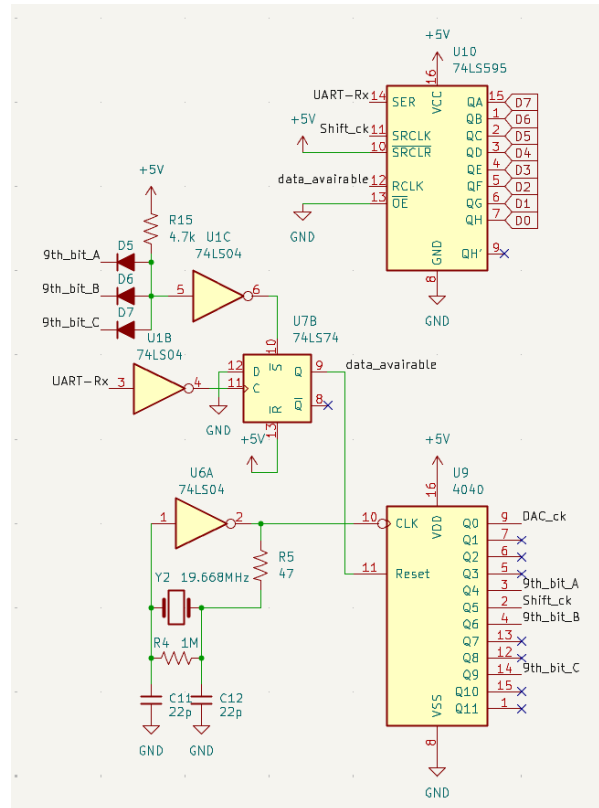 +5V
U10
74LS595
16
VCC
UART-Rx 14 SER QA 15 D7
QB 1 D6
+5V
Shift_ck 11 SRCLK QC 2 D5
10 SRCLR QD 3 D4
QE 4 D3
data_avairable 12 RCLK QF 5 D2
13 OE QG 6 D1
QH 7 D0
GND
GND
QH' 9
8
GND
+5V
R15
4.7k
U1C
74LS04
9th_bit_A D5
9th_bit_B D6
5 6
9th_bit_C D7
U7B
74LS74
U1B
74LS04
10
S
12 D Q 9 data_avairable
UART-Rx 3 4 11 C
Q 8
R
13
GND
+5V
+5V
U9
4040
U6A
74LS04
16
VDD
1 2 10 CLK Q0 9 DAC_ck
Q1 7
Q2 6
R5
47
11 Reset Q3 5
Y2 19.668MHz
Q4 3 9th_bit_A
Q5 2 Shift_ck
Q6 4 9th_bit_B
Q7 13
R4 1M
Q8 12
Q9 14 9th_bit_C
Q10 15
Q11 1
C11
22p
C12
22p
VSS
8
GND
GND
GND